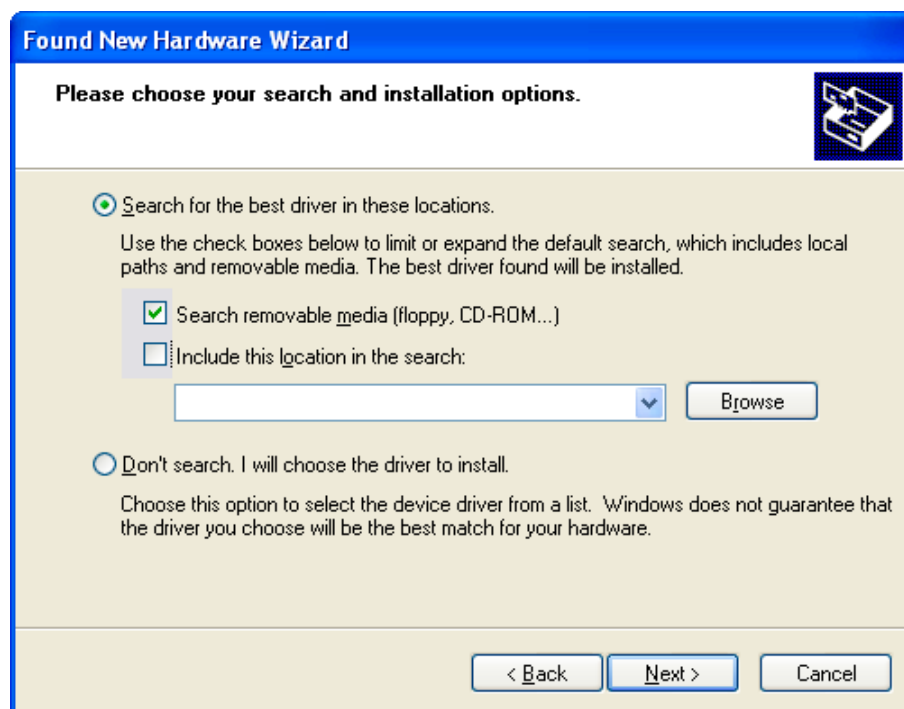 Found New Hardware Wizard
Please choose your search and installation options.
Search for the best driver in these locations.
Use the check boxes below to limit or expand the default search, which includes local
paths and removable media. The best driver found will be installed.
Search removable media (floppy, CD-ROM...)
Include this location in the search:
Browse
Don't search. I will choose the driver to install.
Choose this option to select the device driver from a list. Windows does not guarantee that
the driver you choose will be the best match for your hardware.
< Back Next > Cancel